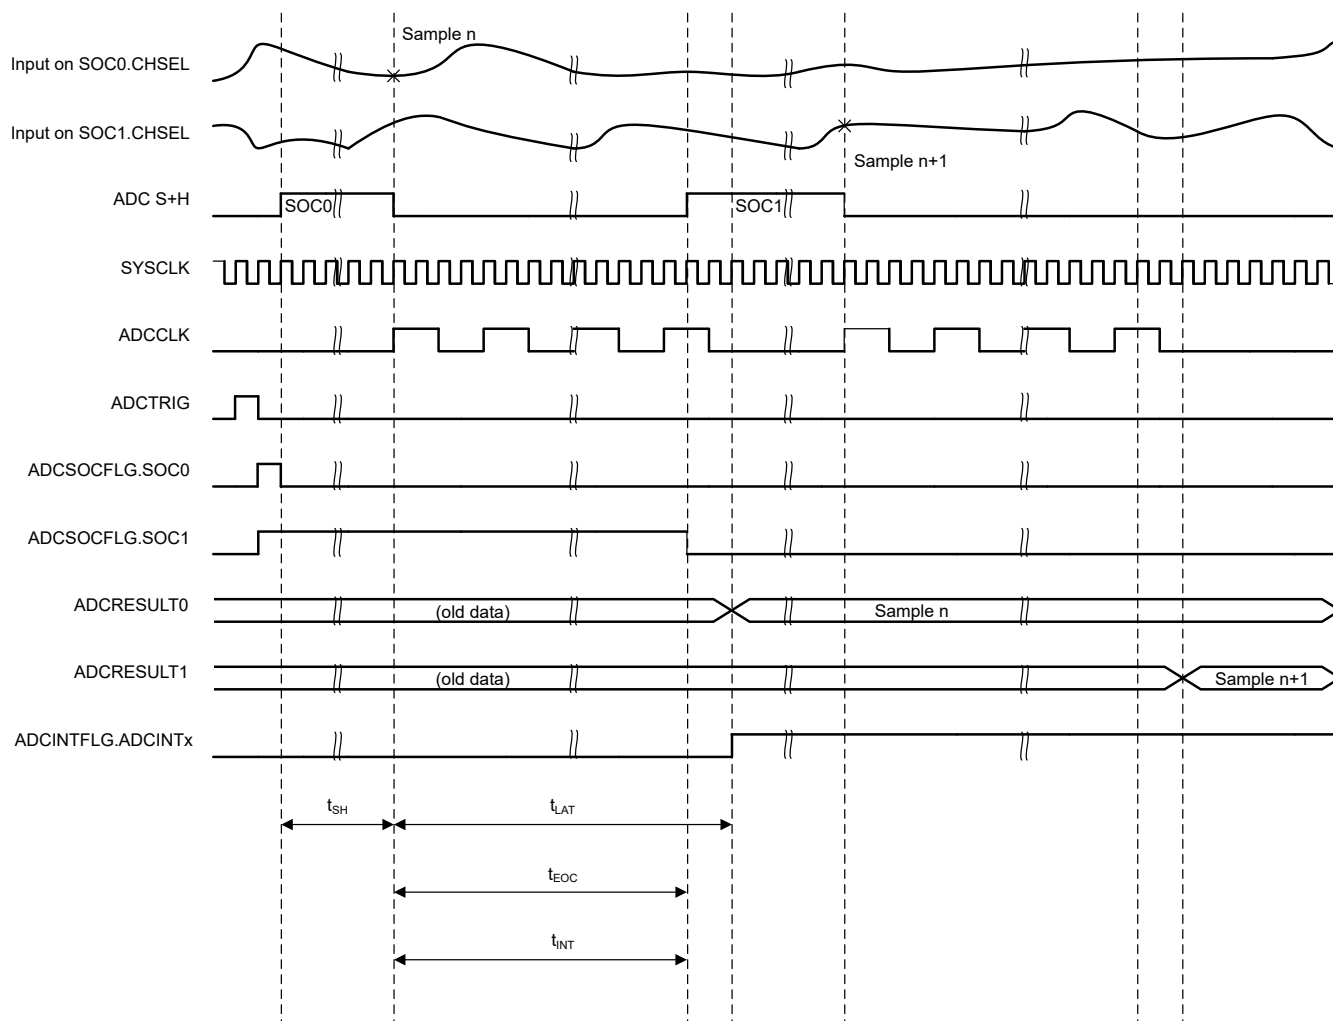 Sample n
Input on SOC0.CHSEL
Input on SOC1.CHSEL
Sample n+1
ADC S+H
SOC0
SOC1
SYSCLK
ADCCLK
ADCTRIG
ADCSOCFLG.SOC0
ADCSOCFLG.SOC1
ADCRESULT0
(old data)
Sample n
ADCRESULT1
(old data)
Sample n+1
ADCINTFLG.ADCINTx
tSH
tLAT
tEOC
tINT